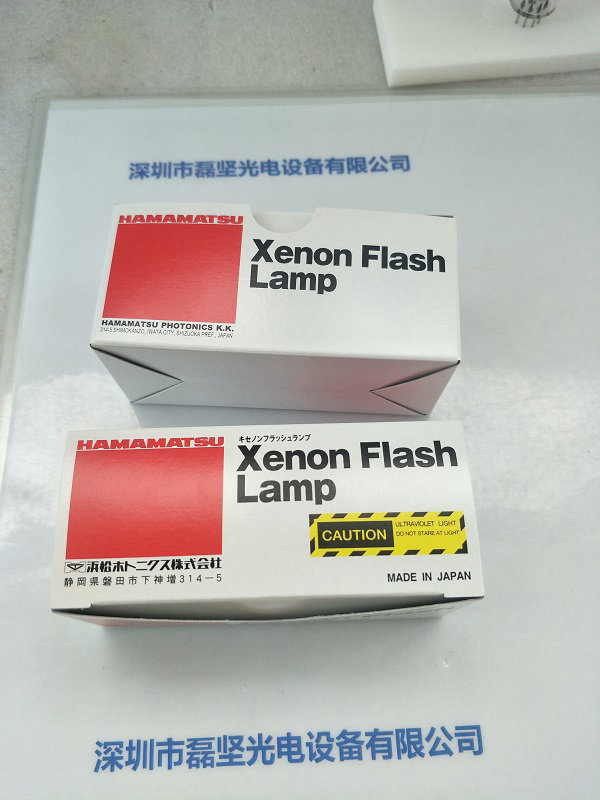 深圳市磊坚光电设备有限公司
HAMAMATSU
Xenon Flash
Lamp
HAMAMATSU PHOTONICS K.K.
314-5 SHIMOKANZO, IWATA CITY, SHIZUOKA PREF., JAPAN
HAMAMATSU
キセノンフラッシュランプ
Xenon Flash
Lamp
CAUTION
ULTRAVIOLET LIGHT
DO NOT STARE AT LIGHT
浜松ホトニクス株式会社
静岡県磐田市下神増314-5
MADE IN JAPAN
深圳市磊坚光电设备有限公司